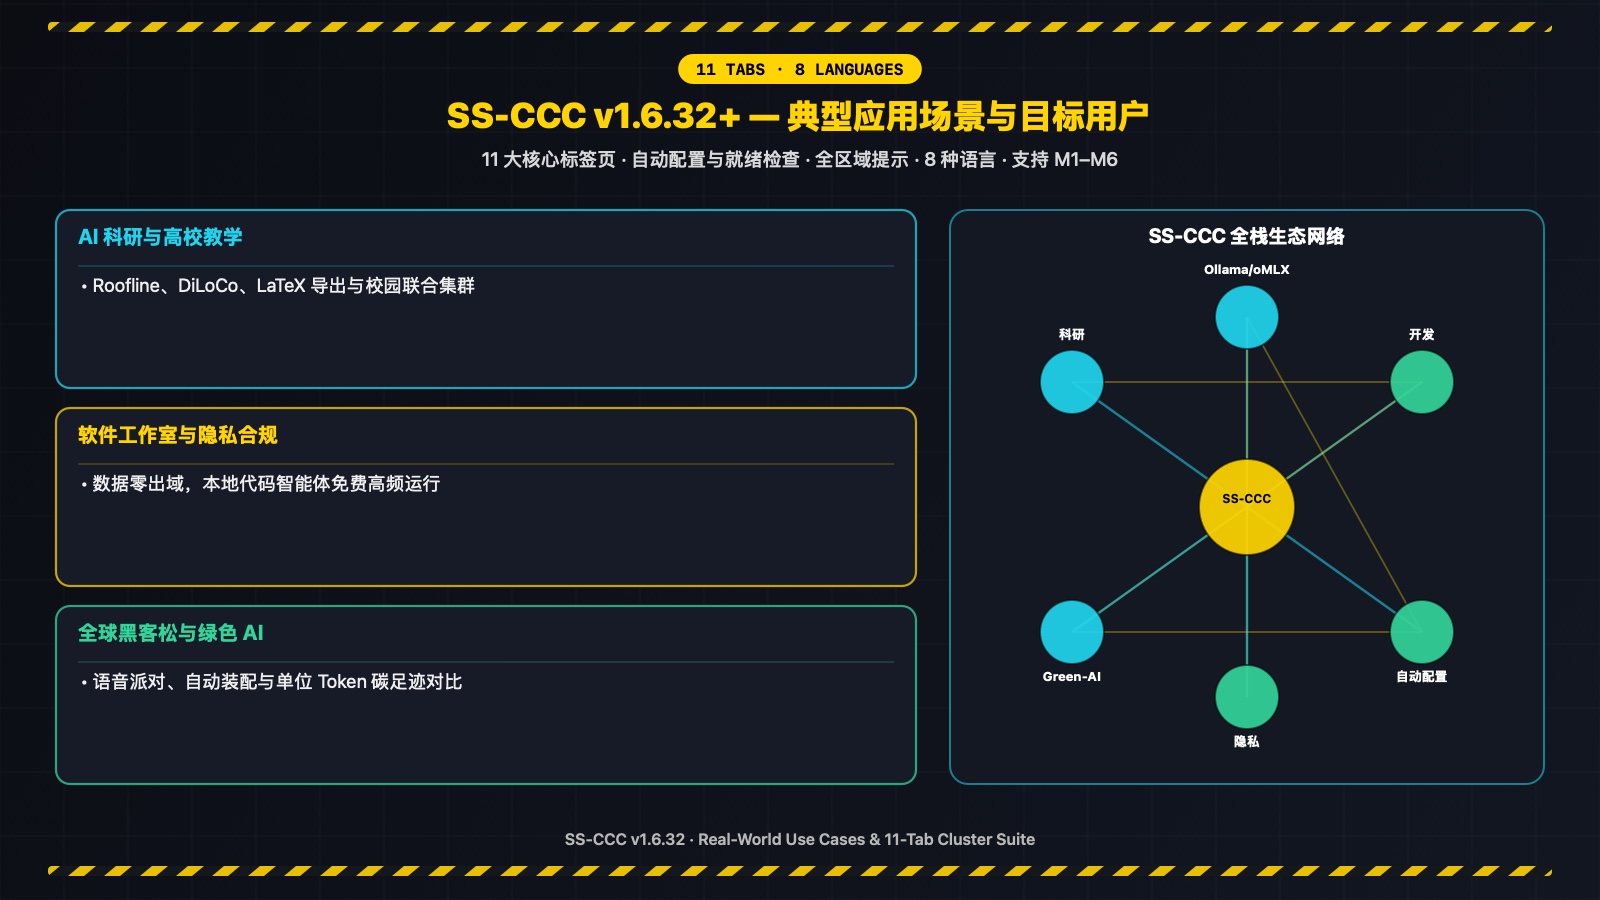 11 TABS · 8 LANGUAGES
SS-CCC v1.6.32+ — 典型应用场景与目标用户
11 大核心标签页 · 自动配置与就绪检查 · 全区域提示 · 8 种语言 · 支持 M1–M6
AI 科研与高校教学
• Roofline、DiLoCo、LaTeX 导出与校园联合集群
软件工作室与隐私合规
• 数据零出域，本地代码智能体免费高频运行
全球黑客松与绿色 AI
• 语音派对、自动装配与单位 Token 碳足迹对比
SS-CCC 全栈生态网络
Ollama/oMLX
科研
开发
SS-CCC
Green-AI
自动配置
隐私
SS-CCC v1.6.32 · Real-World Use Cases & 11-Tab Cluster Suite